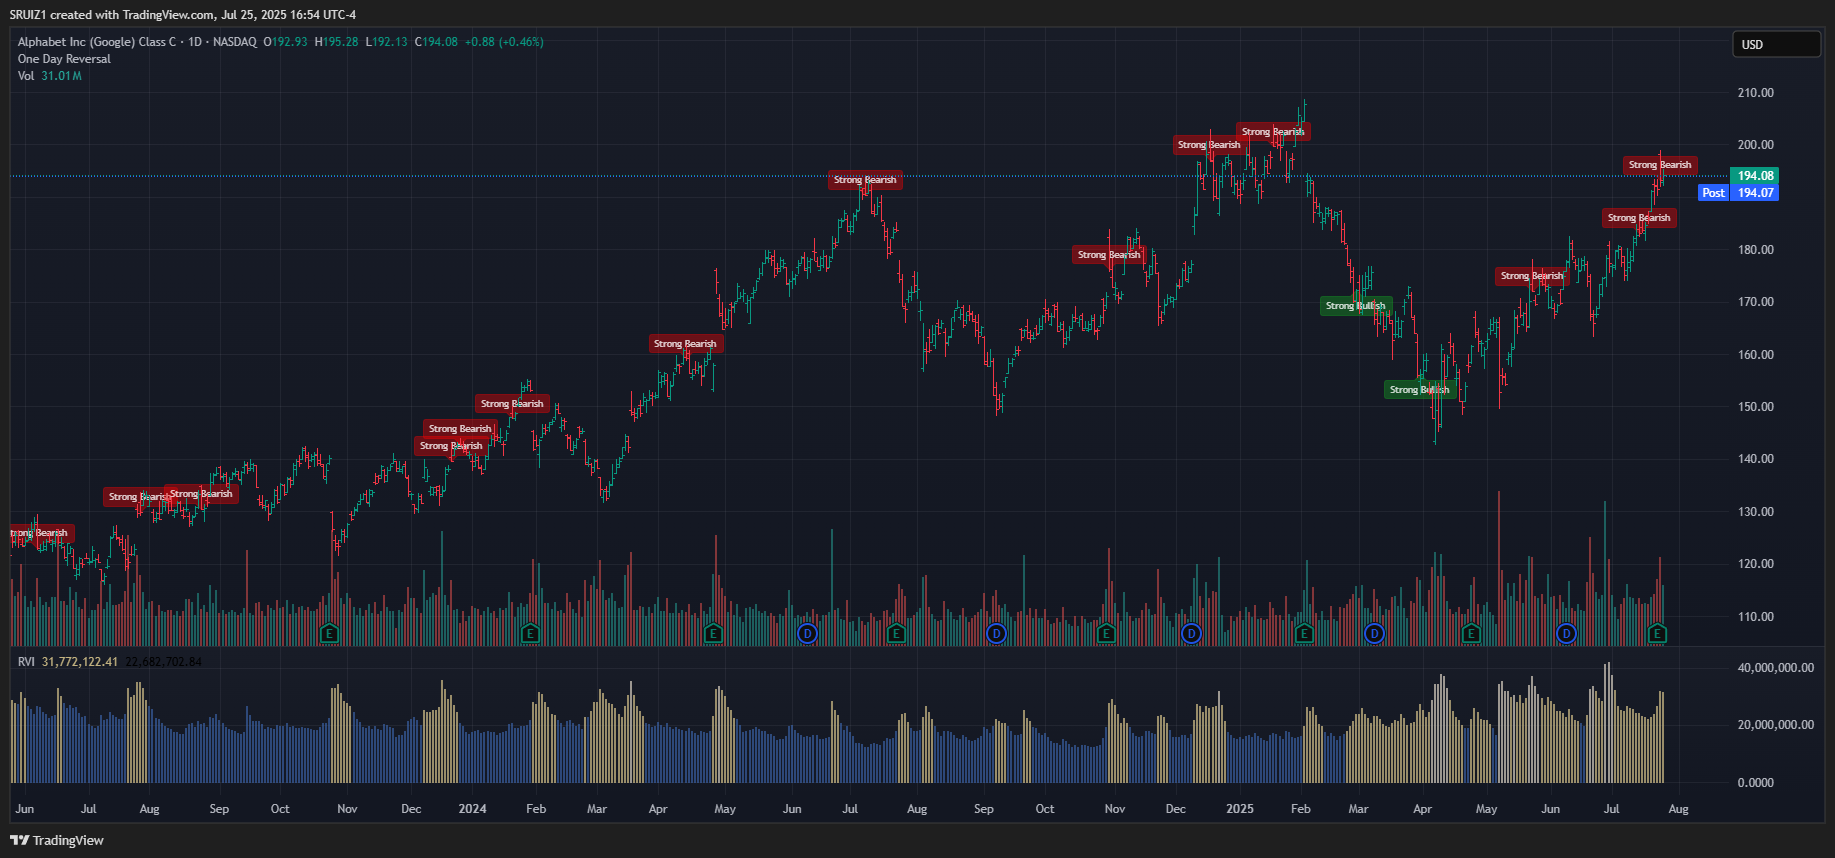 SRUIZ1 created with TradingView.com, Jul 25, 2025 16:54 UTC-4
Alphabet Inc (Google) Class C · 1D · NASDAQ O192.93 H195.28 L192.13 C194.08 +0.88 (+0.46%)
USD
One Day Reversal
Vol 31.01M
210.00
200.00
194.08
Post 194.07
180.00
170.00
160.00
150.00
140.00
130.00
120.00
110.00
Strong Bearish
Strong Bearish
Strong Bearish
Strong Bearish
Strong Bearish
Strong Bearish
Strong Bearish
Strong Bearish
Strong Bullish
Strong Bearish
Strong Bullish
Strong Bearish
Strong Bearish
Strong Bearish
Strong Bearish
Strong Bearish
trong Bearish
E E E D E D E D E D E D E
RVI 31,772,122.41 22,682,702.84
40,000,000.00
20,000,000.00
0.0000
Jun Jul Aug Sep Oct Nov Dec 2024 Feb Mar Apr May Jun Jul Aug Sep Oct Nov Dec 2025 Feb Mar Apr May Jun Jul Aug
TradingView